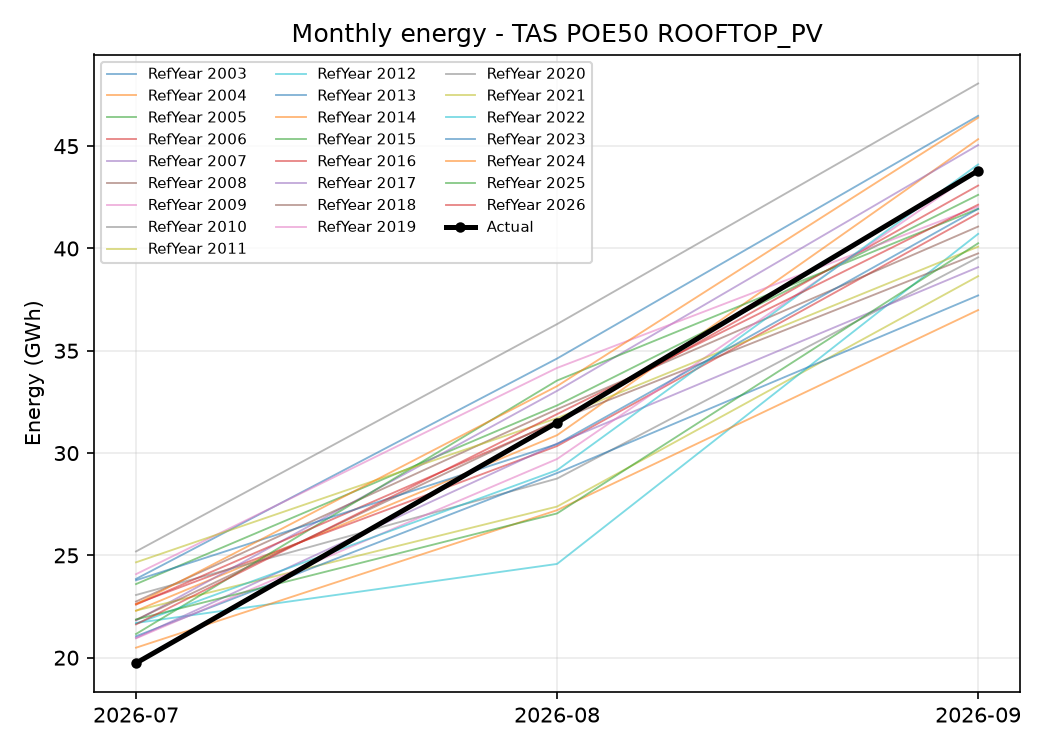 Monthly energy - TAS POE50 ROOFTOP_PV
RefYear 2003
RefYear 2004
RefYear 2005
RefYear 2006
RefYear 2007
RefYear 2008
RefYear 2009
RefYear 2010
RefYear 2011
RefYear 2012
RefYear 2013
RefYear 2014
RefYear 2015
RefYear 2016
RefYear 2017
RefYear 2018
RefYear 2019
RefYear 2020
RefYear 2021
RefYear 2022
RefYear 2023
RefYear 2024
RefYear 2025
RefYear 2026
Actual
Energy (GWh)
45
40
35
30
25
20
2026-07
2026-08
2026-09